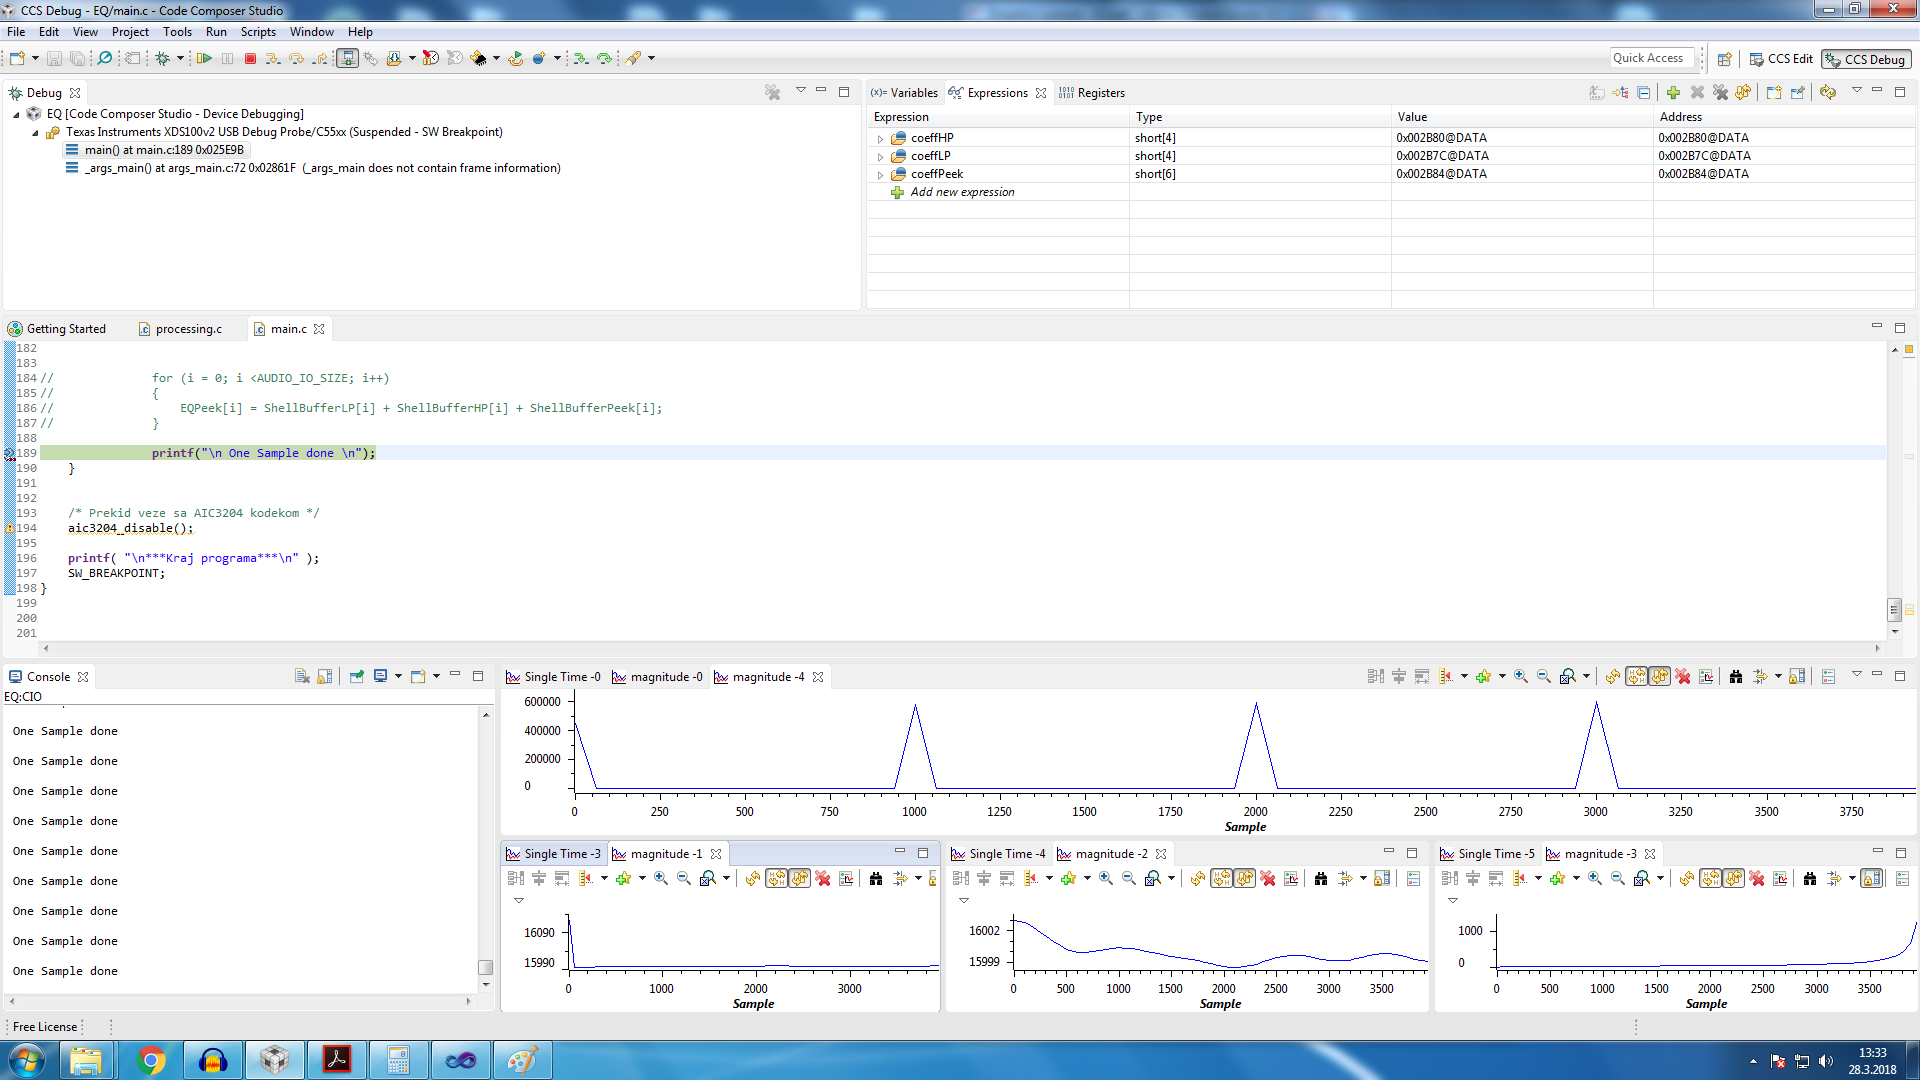 CCS Debug - EQ/main.c - Code Composer Studio
File Edit View Project Tools Run Scripts Window Help
Quick Access
CCS Edit
CCS Debug
Debug
EQ [Code Composer Studio - Device Debugging]
Texas Instruments XDS100v2 USB Debug Probe/C55xx (Suspended - SW Breakpoint)
main() at main.c:189 0x025E9B
_args_main() at args_main.c:72 0x02861F (_args_main does not contain frame information)
(x)= Variables Expressions Registers
Expression Type Value Address
coeffHP short[4] 0x002B80@DATA 0x002B80@DATA
coeffLP short[4] 0x002B7C@DATA 0x002B7C@DATA
coeffPeek short[6] 0x002B84@DATA 0x002B84@DATA
Add new expression
Getting Started processing.c main.c
182
183
184 // for (i = 0; i <AUDIO_IO_SIZE; i++)
185 // {
186 // EQPeek[i] = ShellBufferLP[i] + ShellBufferHP[i] + ShellBufferPeek[i];
187 // }
188
189 printf("\n One Sample done \n");
190 }
191
192
193 /* Prekid veze sa AIC3204 kodekom */
194 aic3204_disable();
195
196 printf( "\n***Kraj programa***\n" );
197 SW_BREAKPOINT;
198 }
199
200
201
Console
EQ:CIO
One Sample done
One Sample done
One Sample done
One Sample done
One Sample done
One Sample done
One Sample done
One Sample done
One Sample done
Single Time -0 magnitude -0 magnitude -4
600000
400000
200000
0
0 250 500 750 1000 1250 1500 1750 2000 2250 2500 2750 3000 3250 3500 3750
Sample
Single Time -3 magnitude -1
16090
15990
0 1000 2000 3000
Sample
Single Time -4 magnitude -2
16002
15999
0 500 1000 1500 2000 2500 3000 3500
Sample
Single Time -5 magnitude -3
1000
0
0 500 1000 1500 2000 2500 3000 3500
Sample
Free License
13:33
28.3.2018